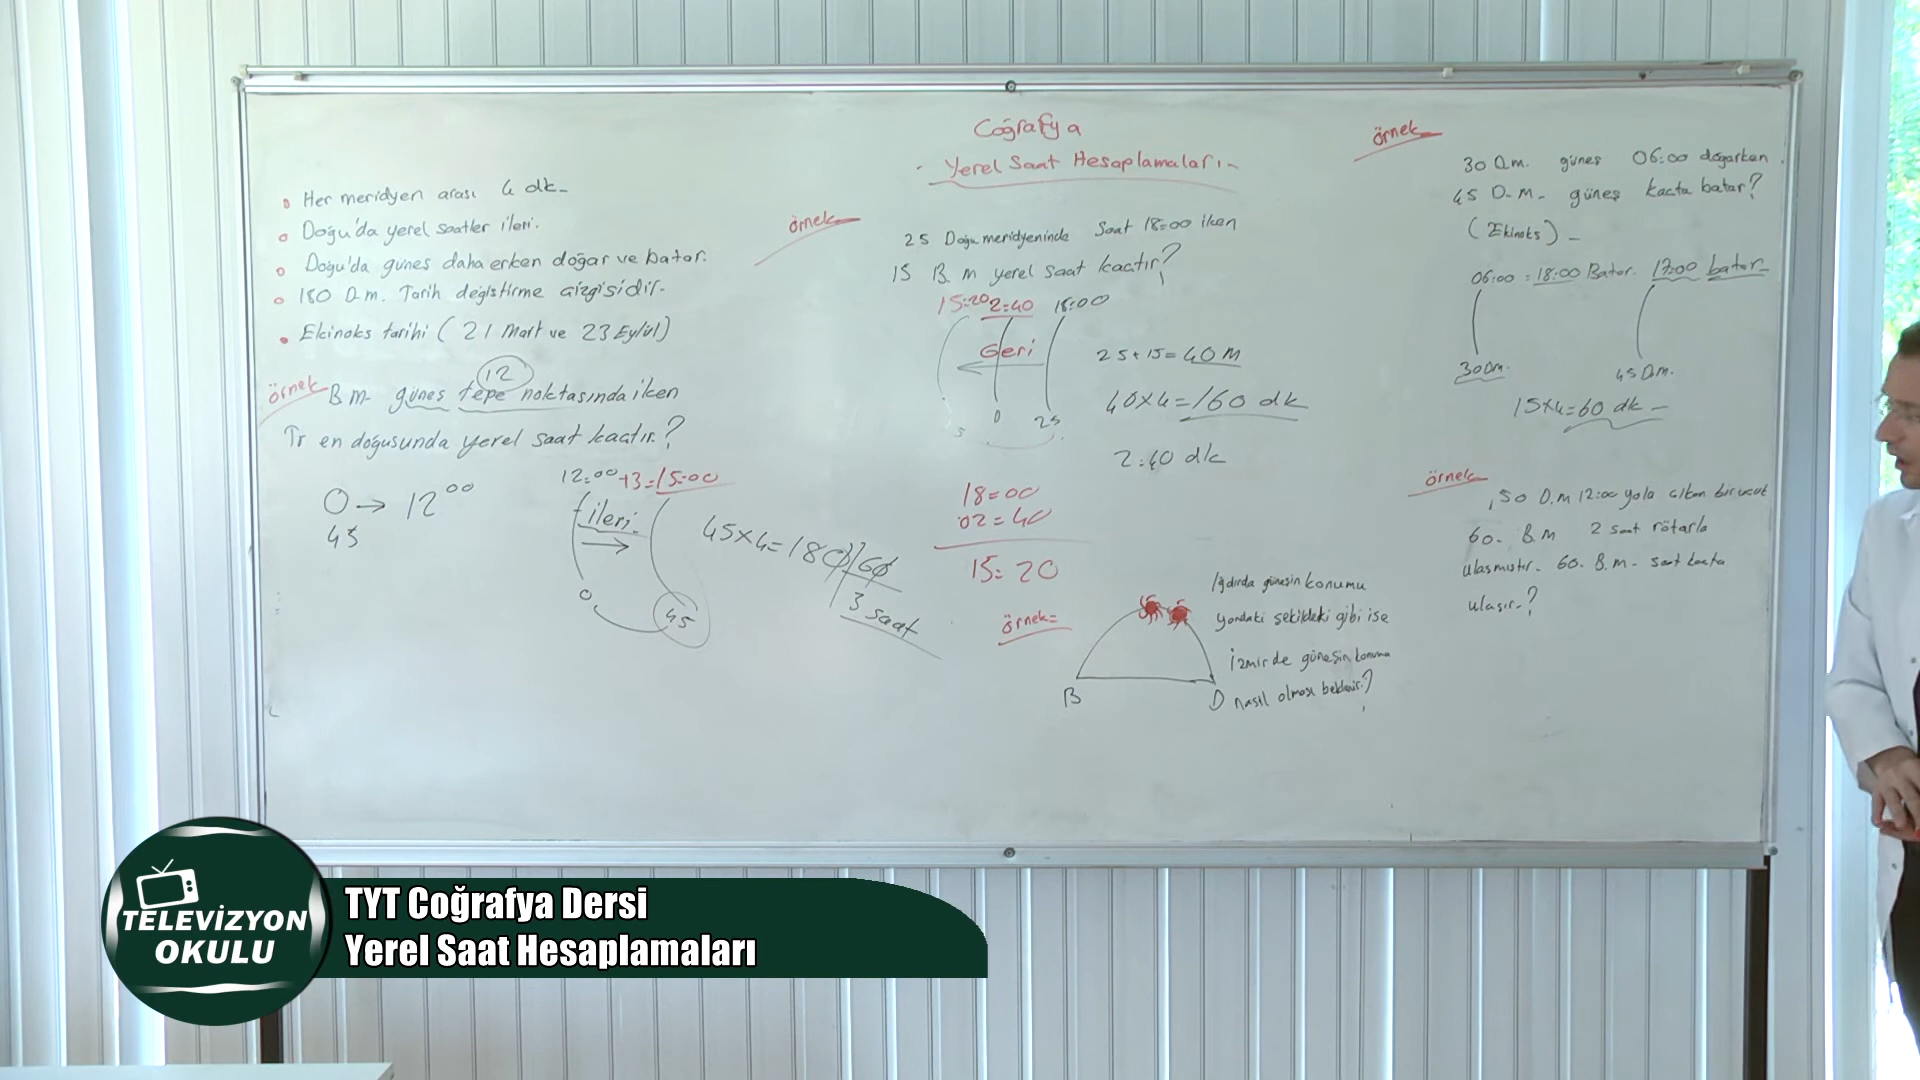 Coğrafya
- Yerel Saat Hesaplamaları -
Her meridyen arası 4 dk-
Doğu'da yerel saatler ileri.
Doğu'da güneş daha erken doğar ve batar.
180 D.m. Tarih değiştirme çizgisidir-
Ekinoks tarihi ( 21 Mart ve 23 Eylül)
örnek
12
B m- güneş tepe noktasında iken
Tr en doğusunda yerel saat kaçtır.?
0 → 12 00
45
12:00+3=15:00
ileri
→
0
45
45x4=180/60
3 saat
örnek
25 Doğu meridyeninde Saat 18:00 iken
15 B. m yerel saat kaçtır?
15:20 2:40 18:00
Geri
0 25
25+15=40 M
40x4=160 dk
2:40 dk
18=00
02=40
15:20
örnek=
Iğdırda güneşin konumu
yandaki şekildeki gibi ise
İzmirde güneşin konumu
nasıl olması beklenir.?
B D
örnek
30 D.m. güneş 06:00 doğarken
45 D.M- güneş kaçta batar?
(Ekinoks) -
06:00 = 18:00 Batar. 17:00 batar-
30 D.m. 45 D.m.
15x4=60 dk -
örnek
50 D.M 12:00 yola çıkan bir uçak
60- B.M 2 saat rötarla
ulaşmıştır- 60- B.M- saat kaçta
ulaşır-?
TELEVİZYON
OKULU
TYT Coğrafya Dersi
Yerel Saat Hesaplamaları